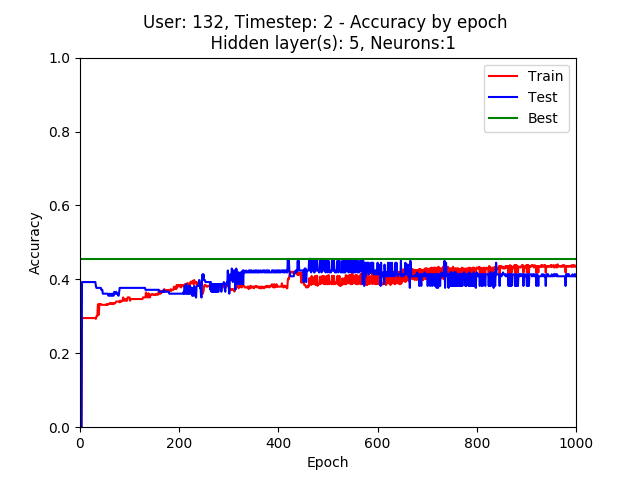 User: 132, Timestep: 2 - Accuracy by epoch
Hidden layer(s): 5, Neurons:1
Train
Test
Best
1.0
0.8
0.6
0.4
0.2
0.0
Accuracy
0
200
400
600
800
1000
Epoch